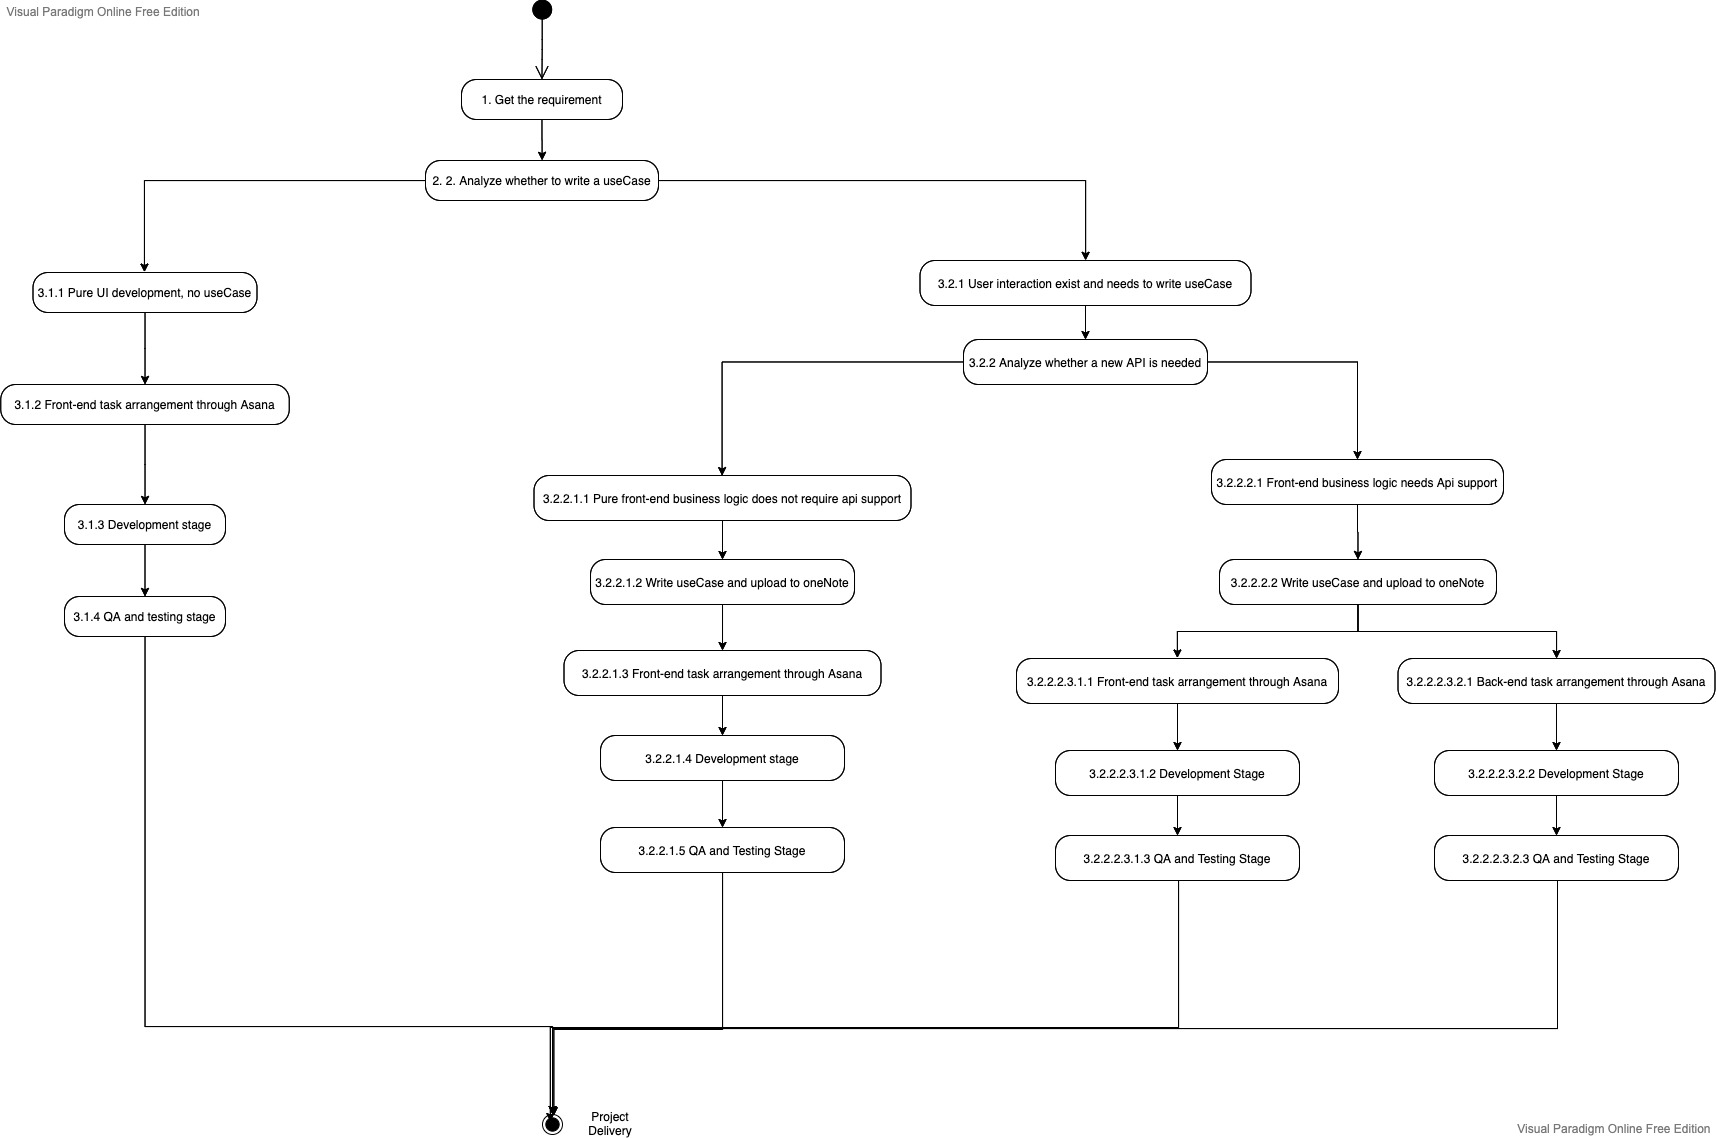 Visual Paradigm Online Free Edition
1. Get the requirement
2. 2. Analyze whether to write a useCase
3.1.1 Pure UI development, no useCase
3.2.1 User interaction exist and needs to write useCase
3.2.2 Analyze whether a new API is needed
3.1.2 Front-end task arrangement through Asana
3.2.2.1.1 Pure front-end business logic does not require api support
3.2.2.2.1 Front-end business logic needs Api support
3.1.3 Development stage
3.2.2.1.2 Write useCase and upload to oneNote
3.2.2.2.2 Write useCase and upload to oneNote
3.1.4 QA and testing stage
3.2.2.1.3 Front-end task arrangement through Asana
3.2.2.2.3.1.1 Front-end task arrangement through Asana
3.2.2.2.3.2.1 Back-end task arrangement through Asana
3.2.2.1.4 Development stage
3.2.2.2.3.1.2 Development Stage
3.2.2.2.3.2.2 Development Stage
3.2.2.1.5 QA and Testing Stage
3.2.2.2.3.1.3 QA and Testing Stage
3.2.2.2.3.2.3 QA and Testing Stage
Project
Delivery
Visual Paradigm Online Free Edition